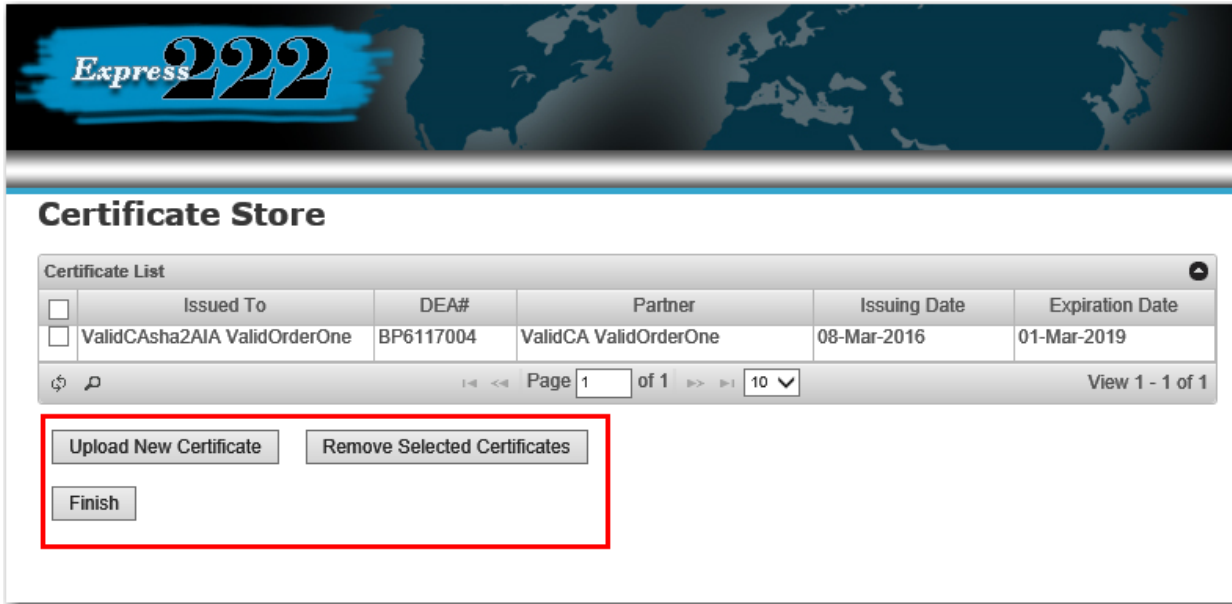 Express222
Certificate Store
Certificate List
Issued To DEA# Partner Issuing Date Expiration Date
ValidCAsha2AIA ValidOrderOne BP6117004 ValidCA ValidOrderOne 08-Mar-2016 01-Mar-2019
Page 1 of 1 10 View 1 - 1 of 1
Upload New Certificate Remove Selected Certificates
Finish